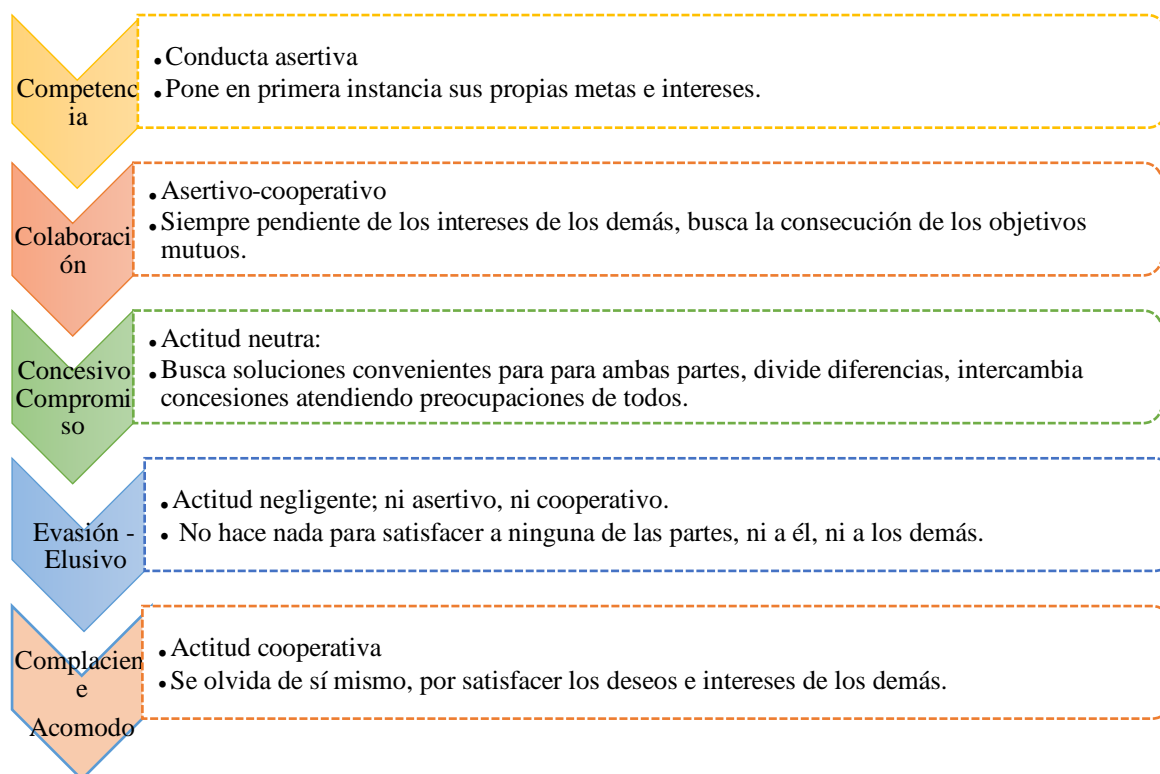 Competenc
ia
• Conducta asertiva
• Pone en primera instancia sus propias metas e intereses.
Colaboraci
ón
• Asertivo-cooperativo
• Siempre pendiente de los intereses de los demás, busca la consecución de los objetivos
mutuos.
Concesivo
Compromi
so
• Actitud neutra:
• Busca soluciones convenientes para para ambas partes, divide diferencias, intercambia
concesiones atendiendo preocupaciones de todos.
Evasión -
Elusivo
• Actitud negligente; ni asertivo, ni cooperativo.
• No hace nada para satisfacer a ninguna de las partes, ni a él, ni a los demás.
Complacien
e
Acomodo
• Actitud cooperativa
• Se olvida de sí mismo, por satisfacer los deseos e intereses de los demás.